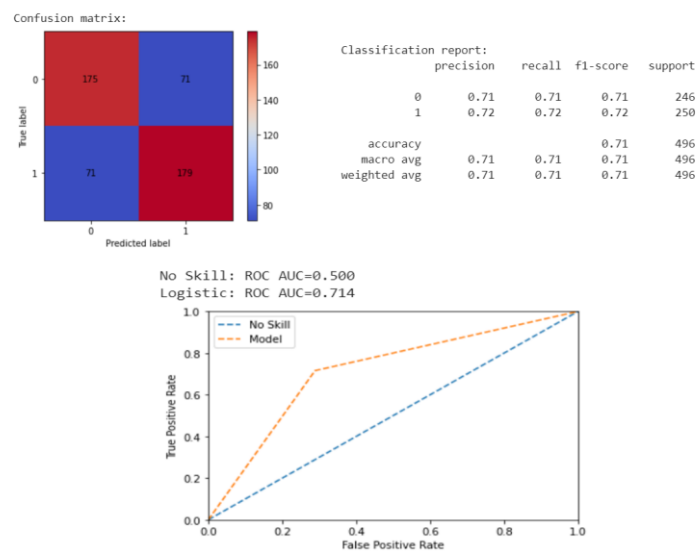 Confusion matrix:
0
1
True label
175
71
71
179
0
1
Predicted label
160
140
120
100
80
Classification report:
precision recall f1-score support
0 0.71 0.71 0.71 246
1 0.72 0.72 0.72 250
accuracy 0.71 496
macro avg 0.71 0.71 0.71 496
weighted avg 0.71 0.71 0.71 496
No Skill: ROC AUC=0.500
Logistic: ROC AUC=0.714
No Skill
Model
1.0
0.8
0.6
0.4
0.2
0.0
True Positive Rate
0.0
0.2
0.4
0.6
0.8
1.0
False Positive Rate